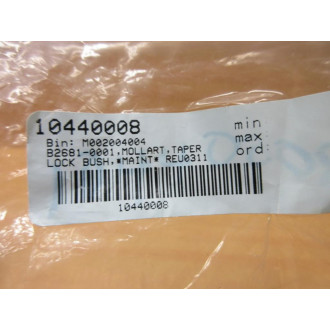 10440008
min
Bin: M002004004
max
B2681-0001,MOLLART,TAPER
ord:
LOCK BUSH,*MAINT* REV0311
10440008